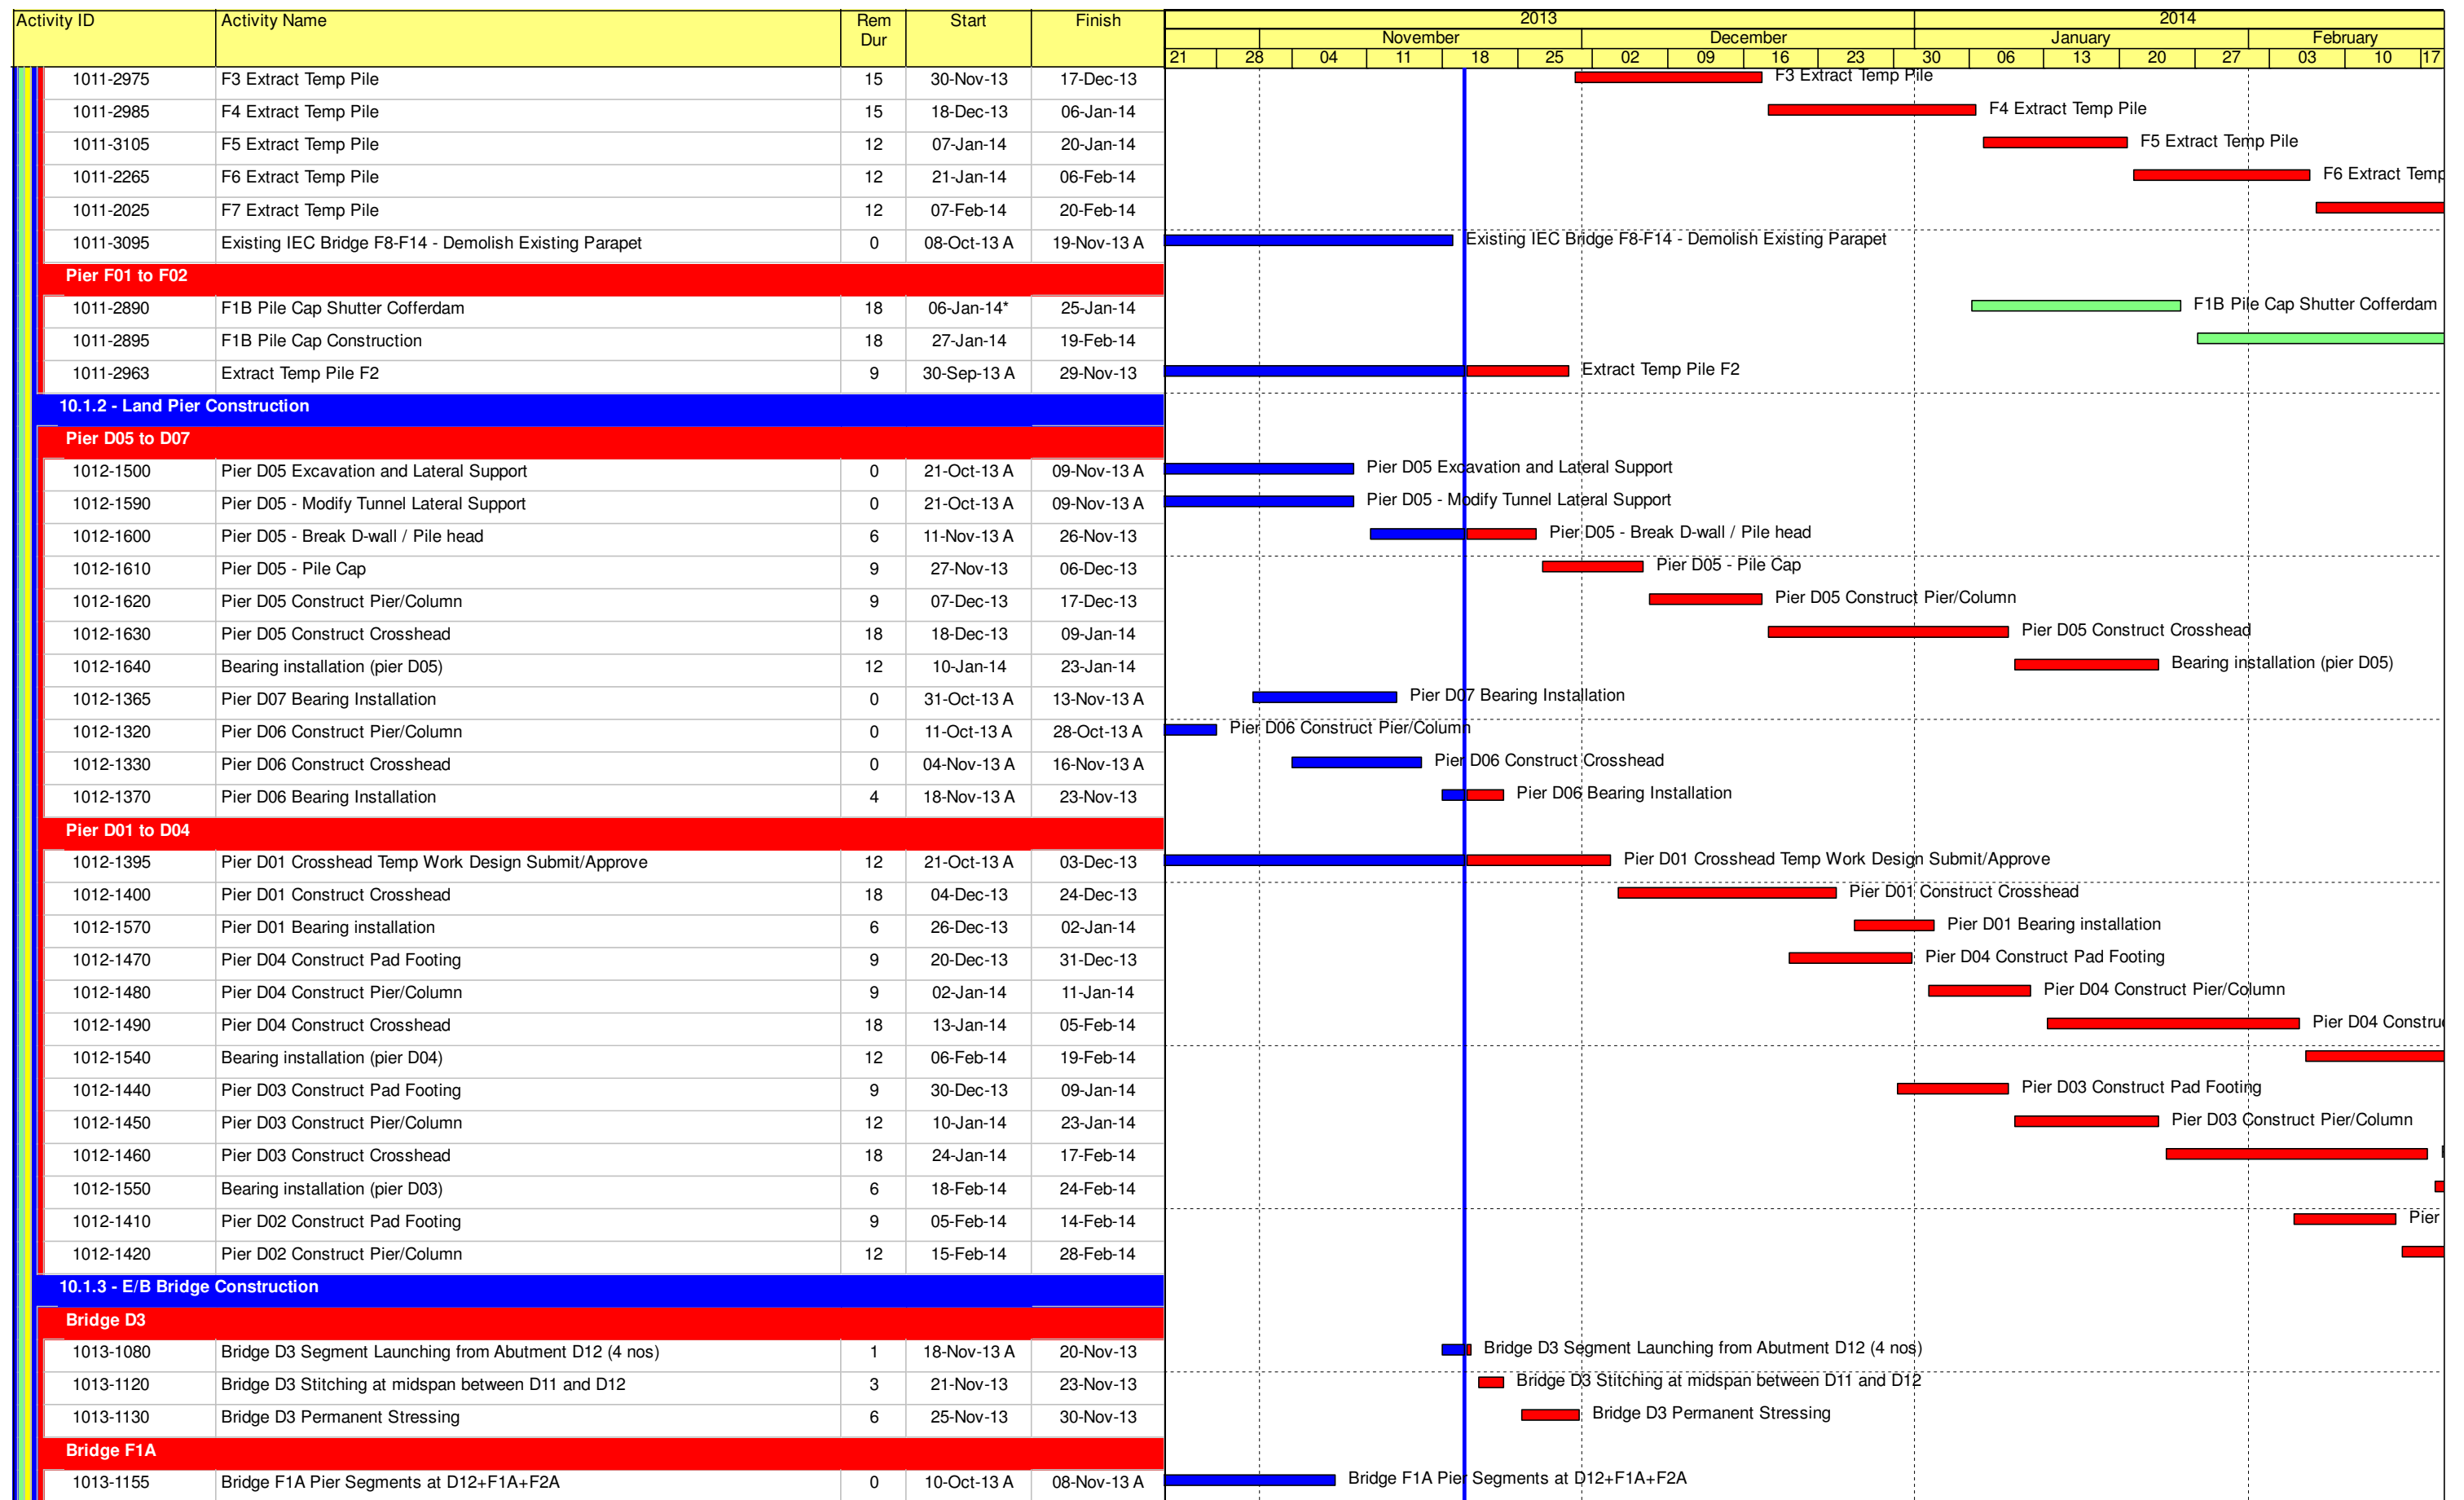 Activity ID Activity Name Rem Dur Start Finish 2013 2014
November December January February
21 28 04 11 18 25 02 09 16 23 30 06 13 20 27 03 10 17
1011-2975 F3 Extract Temp Pile 15 30-Nov-13 17-Dec-13 F3 Extract Temp Pile
1011-2985 F4 Extract Temp Pile 15 18-Dec-13 06-Jan-14 F4 Extract Temp Pile
1011-3105 F5 Extract Temp Pile 12 07-Jan-14 20-Jan-14 F5 Extract Temp Pile
1011-2265 F6 Extract Temp Pile 12 21-Jan-14 06-Feb-14 F6 Extract Temp
1011-2025 F7 Extract Temp Pile 12 07-Feb-14 20-Feb-14
1011-3095 Existing IEC Bridge F8-F14 - Demolish Existing Parapet 0 08-Oct-13 A 19-Nov-13 A Existing IEC Bridge F8-F14 - Demolish Existing Parapet
Pier F01 to F02
1011-2890 F1B Pile Cap Shutter Cofferdam 18 06-Jan-14* 25-Jan-14 F1B Pile Cap Shutter Cofferdam
1011-2895 F1B Pile Cap Construction 18 27-Jan-14 19-Feb-14
1011-2963 Extract Temp Pile F2 9 30-Sep-13 A 29-Nov-13 Extract Temp Pile F2
10.1.2 - Land Pier Construction
Pier D05 to D07
1012-1500 Pier D05 Excavation and Lateral Support 0 21-Oct-13 A 09-Nov-13 A Pier D05 Excavation and Lateral Support
1012-1590 Pier D05 - Modify Tunnel Lateral Support 0 21-Oct-13 A 09-Nov-13 A Pier D05 - Modify Tunnel Lateral Support
1012-1600 Pier D05 - Break D-wall / Pile head 6 11-Nov-13 A 26-Nov-13 Pier D05 - Break D-wall / Pile head
1012-1610 Pier D05 - Pile Cap 9 27-Nov-13 06-Dec-13 Pier D05 - Pile Cap
1012-1620 Pier D05 Construct Pier/Column 9 07-Dec-13 17-Dec-13 Pier D05 Construct Pier/Column
1012-1630 Pier D05 Construct Crosshead 18 18-Dec-13 09-Jan-14 Pier D05 Construct Crosshead
1012-1640 Bearing installation (pier D05) 12 10-Jan-14 23-Jan-14 Bearing installation (pier D05)
1012-1365 Pier D07 Bearing Installation 0 31-Oct-13 A 13-Nov-13 A Pier D07 Bearing Installation
1012-1320 Pier D06 Construct Pier/Column 0 11-Oct-13 A 28-Oct-13 A Pier D06 Construct Pier/Column
1012-1330 Pier D06 Construct Crosshead 0 04-Nov-13 A 16-Nov-13 A Pier D06 Construct Crosshead
1012-1370 Pier D06 Bearing Installation 4 18-Nov-13 A 23-Nov-13 Pier D06 Bearing Installation
Pier D01 to D04
1012-1395 Pier D01 Crosshead Temp Work Design Submit/Approve 12 21-Oct-13 A 03-Dec-13 Pier D01 Crosshead Temp Work Design Submit/Approve
1012-1400 Pier D01 Construct Crosshead 18 04-Dec-13 24-Dec-13 Pier D01 Construct Crosshead
1012-1570 Pier D01 Bearing installation 6 26-Dec-13 02-Jan-14 Pier D01 Bearing installation
1012-1470 Pier D04 Construct Pad Footing 9 20-Dec-13 31-Dec-13 Pier D04 Construct Pad Footing
1012-1480 Pier D04 Construct Pier/Column 9 02-Jan-14 11-Jan-14 Pier D04 Construct Pier/Column
1012-1490 Pier D04 Construct Crosshead 18 13-Jan-14 05-Feb-14 Pier D04 Constru
1012-1540 Bearing installation (pier D04) 12 06-Feb-14 19-Feb-14
1012-1440 Pier D03 Construct Pad Footing 9 30-Dec-13 09-Jan-14 Pier D03 Construct Pad Footing
1012-1450 Pier D03 Construct Pier/Column 12 10-Jan-14 23-Jan-14 Pier D03 Construct Pier/Column
1012-1460 Pier D03 Construct Crosshead 18 24-Jan-14 17-Feb-14
1012-1550 Bearing installation (pier D03) 6 18-Feb-14 24-Feb-14
1012-1410 Pier D02 Construct Pad Footing 9 05-Feb-14 14-Feb-14 Pier
1012-1420 Pier D02 Construct Pier/Column 12 15-Feb-14 28-Feb-14
10.1.3 - E/B Bridge Construction
Bridge D3
1013-1080 Bridge D3 Segment Launching from Abutment D12 (4 nos) 1 18-Nov-13 A 20-Nov-13 Bridge D3 Segment Launching from Abutment D12 (4 nos)
1013-1120 Bridge D3 Stitching at midspan between D11 and D12 3 21-Nov-13 23-Nov-13 Bridge D3 Stitching at midspan between D11 and D12
1013-1130 Bridge D3 Permanent Stressing 6 25-Nov-13 30-Nov-13 Bridge D3 Permanent Stressing
Bridge F1A
1013-1155 Bridge F1A Pier Segments at D12+F1A+F2A 0 10-Oct-13 A 08-Nov-13 A Bridge F1A Pier Segments at D12+F1A+F2A